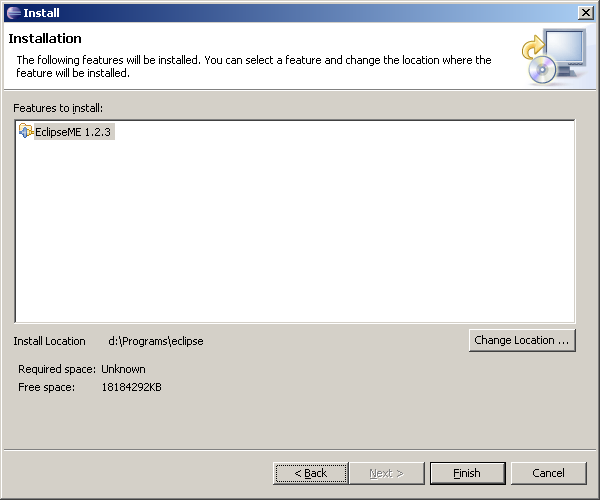 Install
Installation
The following features will be installed. You can select a feature and change the location where the
feature will be installed.
Features to install:
EclipseME 1.2.3
Install Location d:\Programs\eclipse
Change Location ...
Required space: Unknown
Free space: 18184292KB
< Back Next > Finish Cancel